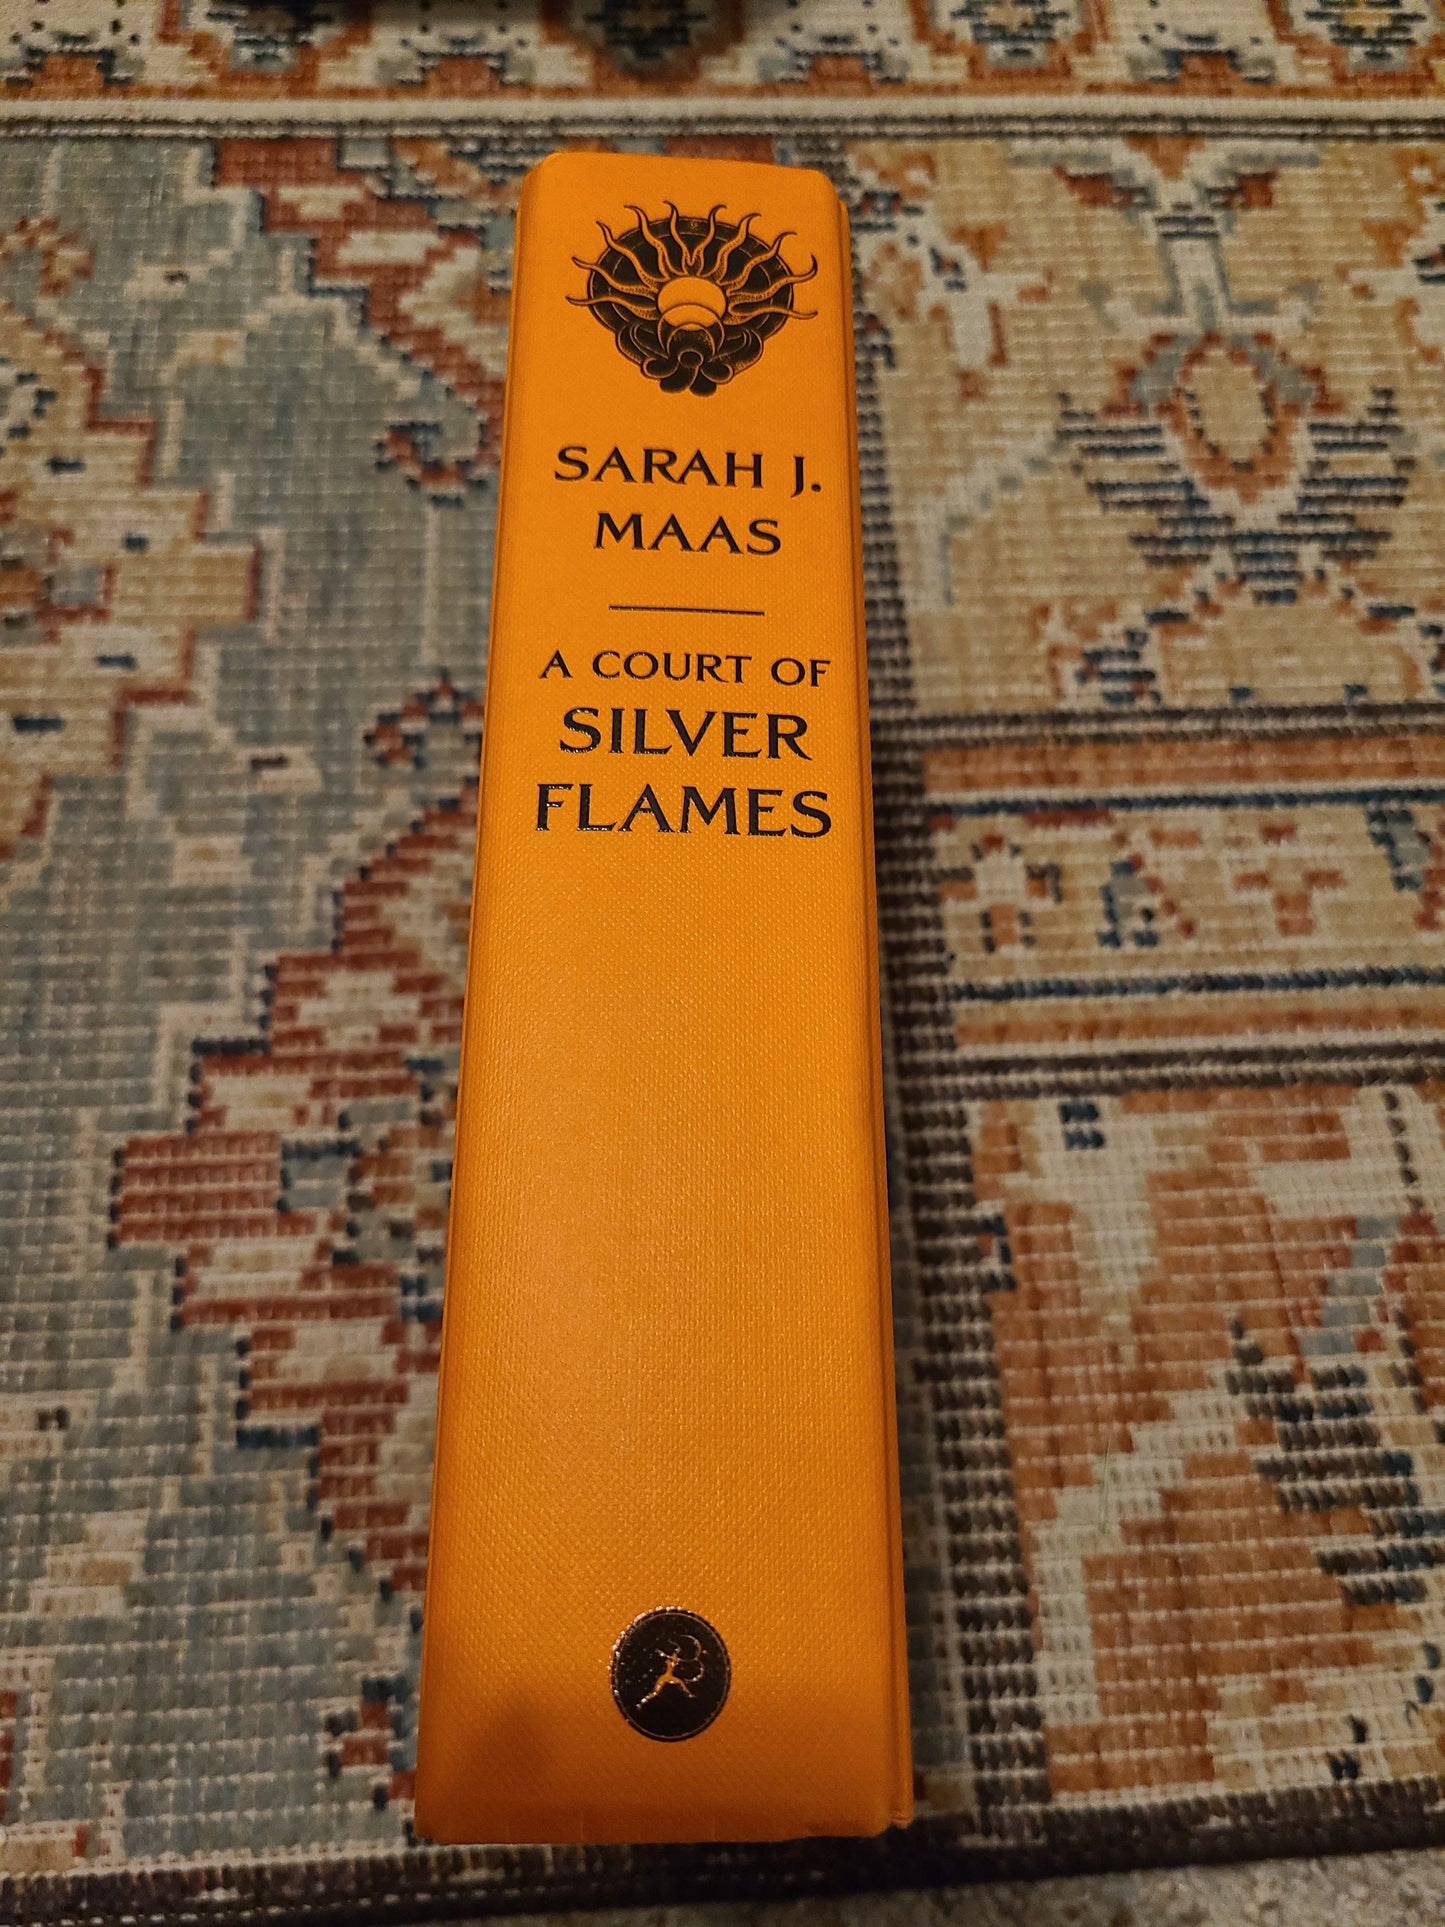 SARAH J.
MAAS
A COURT OF
SILVER
FLAMES